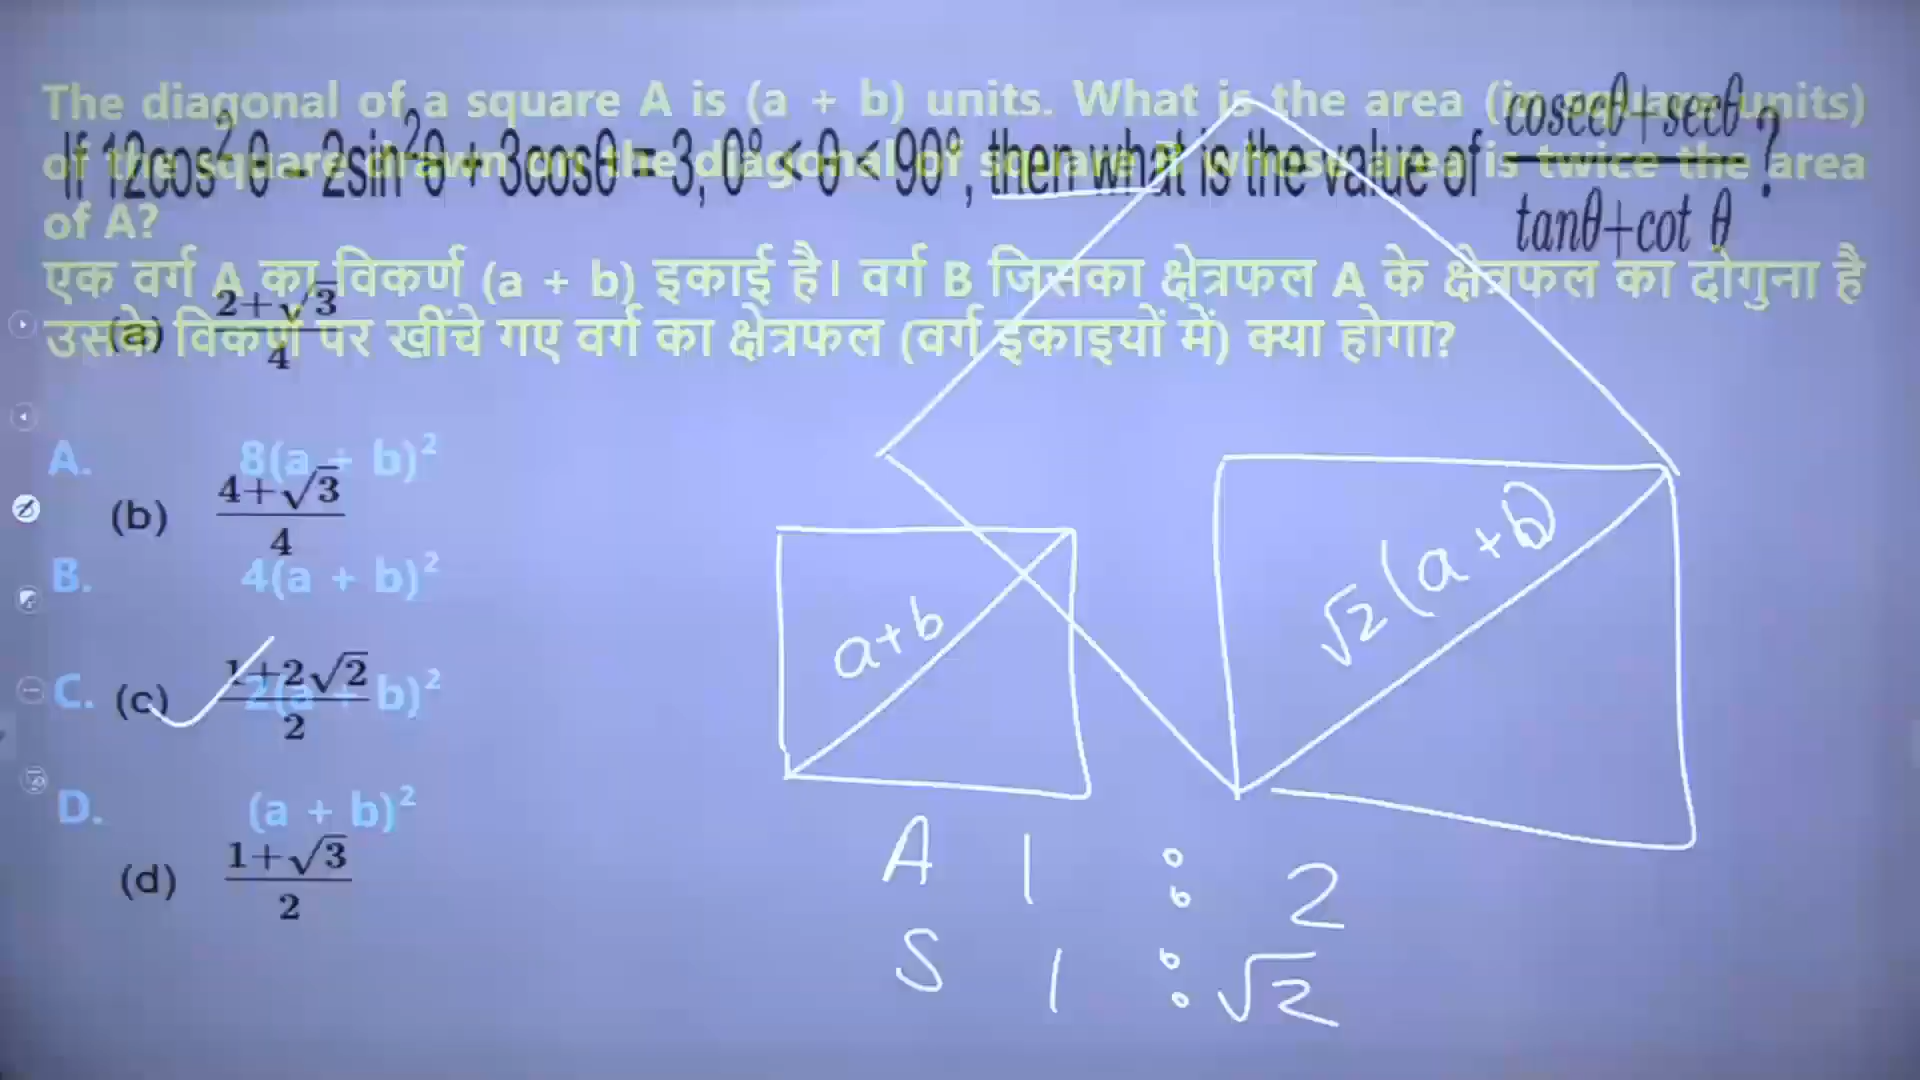 The diagonal of a square A is (a + b) units. What is the area (in square units)
of the square drawn on the diagonal of square B whose area is twice the area
of A?
एक वर्ग A का विकर्ण (a + b) इकाई है। वर्ग B जिसका क्षेत्रफल A के क्षेत्रफल का दोगुना है
उसके विकर्ण पर खींचे गए वर्ग का क्षेत्रफल (वर्ग इकाइयों में) क्या होगा?
A. 8(a + b)²
B. 4(a + b)²
C. 2(a + b)²
D. (a + b)²
If 12cos²θ - 2sin²θ + 3cosθ = 3, 0° < θ < 90°, then what is the value of (cosecθ+secθ)/(tanθ+cot θ) ?
(a) (2+√3)/4
(b) (4+√3)/4
(c) (1+2√2)/2
(d) (1+√3)/2
a+b
√2(a+b)
A 1 : 2
S 1 : √2